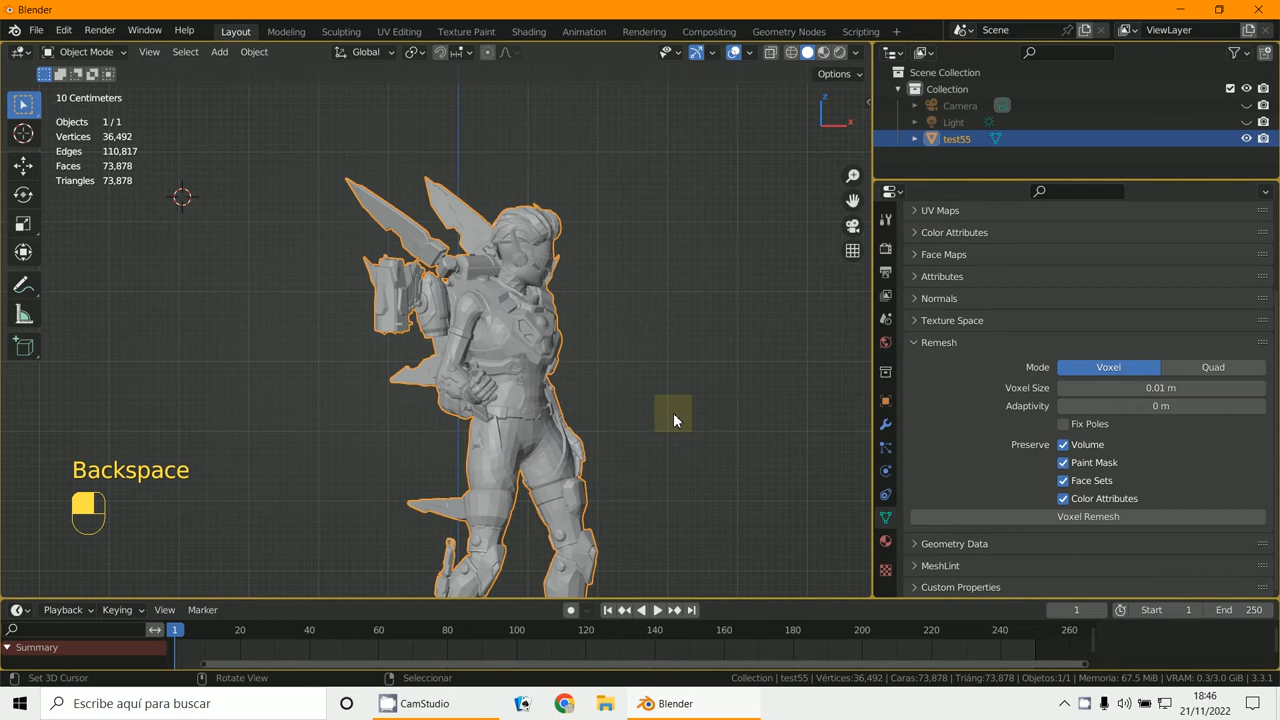 Blender
File Edit Render Window Help Layout Modeling Sculpting UV Editing Texture Paint Shading Animation Rendering Compositing Geometry Nodes Scripting + Scene ViewLayer
Object Mode View Select Add Object Global
Options
10 Centimeters
Objects 1 / 1
Vertices 36,492
Edges 110,817
Faces 73,878
Triangles 73,878
Z
X
Backspace
Scene Collection
Collection
Camera
Light
test55
UV Maps
Color Attributes
Face Maps
Attributes
Normals
Texture Space
Remesh
Mode Voxel Quad
Voxel Size 0.01 m
Adaptivity 0 m
Fix Poles
Preserve Volume
Paint Mask
Face Sets
Color Attributes
Voxel Remesh
Geometry Data
MeshLint
Custom Properties
Playback Keying View Marker 1 Start 1 End 250
1 20 40 60 80 100 120 140 160 180 200 220 240 260
Summary
Set 3D Cursor Rotate View Seleccionar Collection | test55 | Vértices:36,492 | Caras:73,878 | Triáng:73,878 | Objetos:1/1 | Memoria: 67.5 MiB | VRAM: 0.3/3.0 GiB | 3.3.1
Escribe aquí para buscar CamStudio Blender 18:46
21/11/2022